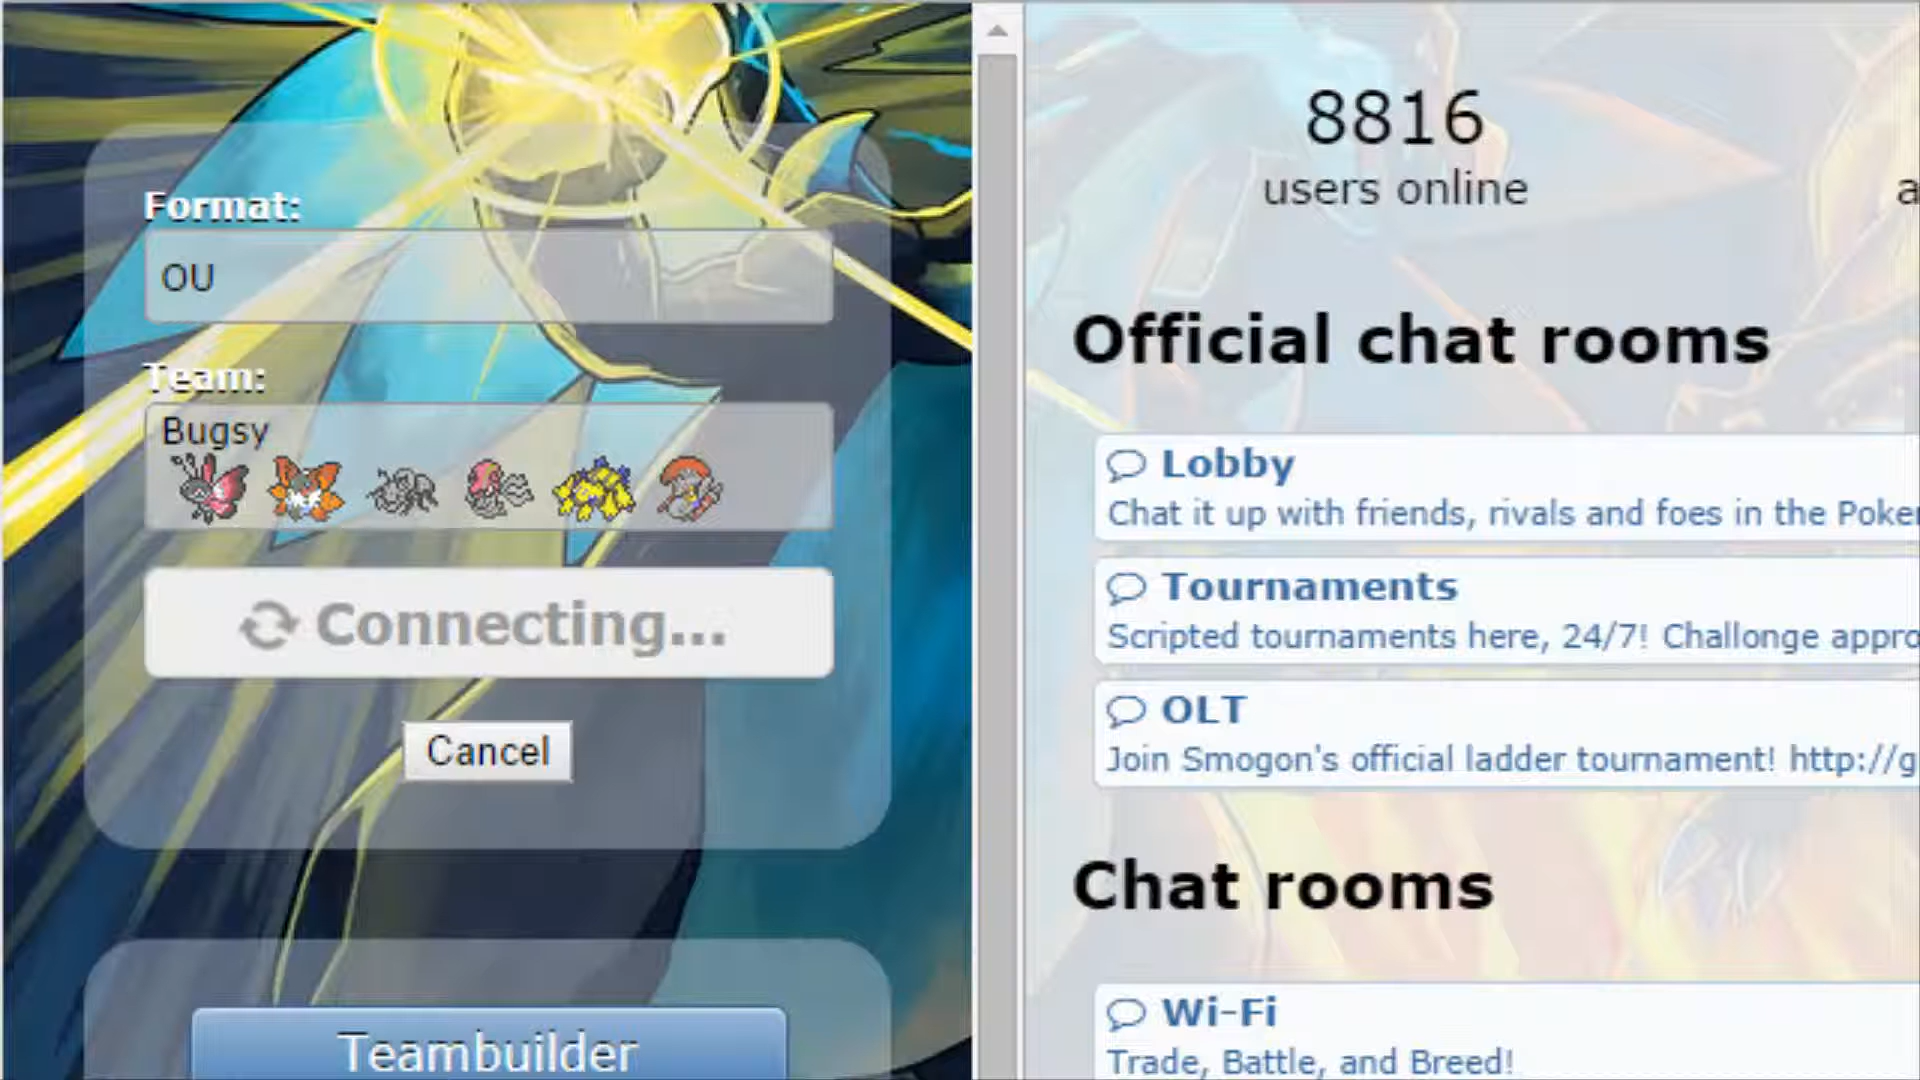 Format:
OU
Team:
Bugsy
Connecting...
Cancel
Teambuilder
8816
users online
Official chat rooms
Lobby
Chat it up with friends, rivals and foes in the
Tournaments
Scripted tournaments here, 24/7! Challonge
OLT
Join Smogon's official ladder tournament! http://g
Chat rooms
Wi-Fi
Trade, Battle, and Breed!